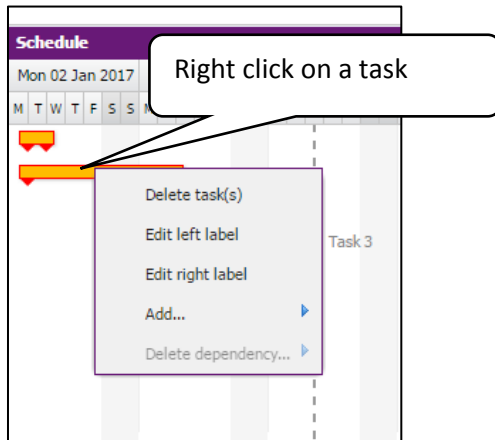 Schedule
Right click on a task
Mon 02 Jan 2017
M T W T F S S
Delete task(s)
Edit left label
Task 3
Edit right label
Add...
Delete dependency...